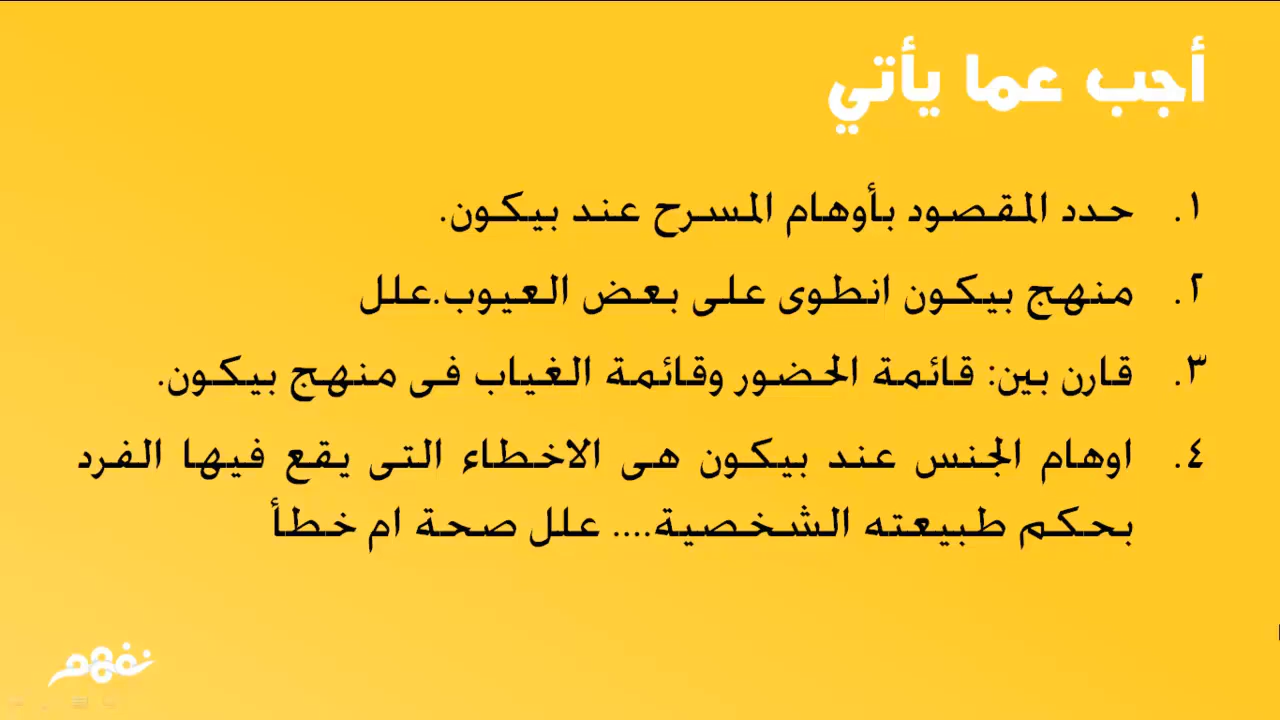 أجب عما يأتي
١. حدد المقصود بأوهام المسرح عند بيكون.
٢. منهج بيكون انطوى على بعض العيوب.علل
٣. قارن بين: قائمة الحضور وقائمة الغياب فى منهج بيكون.
٤. اوهام الجنس عند بيكون هى الاخطاء التى يقع فيها الفرد
بحكم طبيعته الشخصية.... علل صحة ام خطأ
نفهم